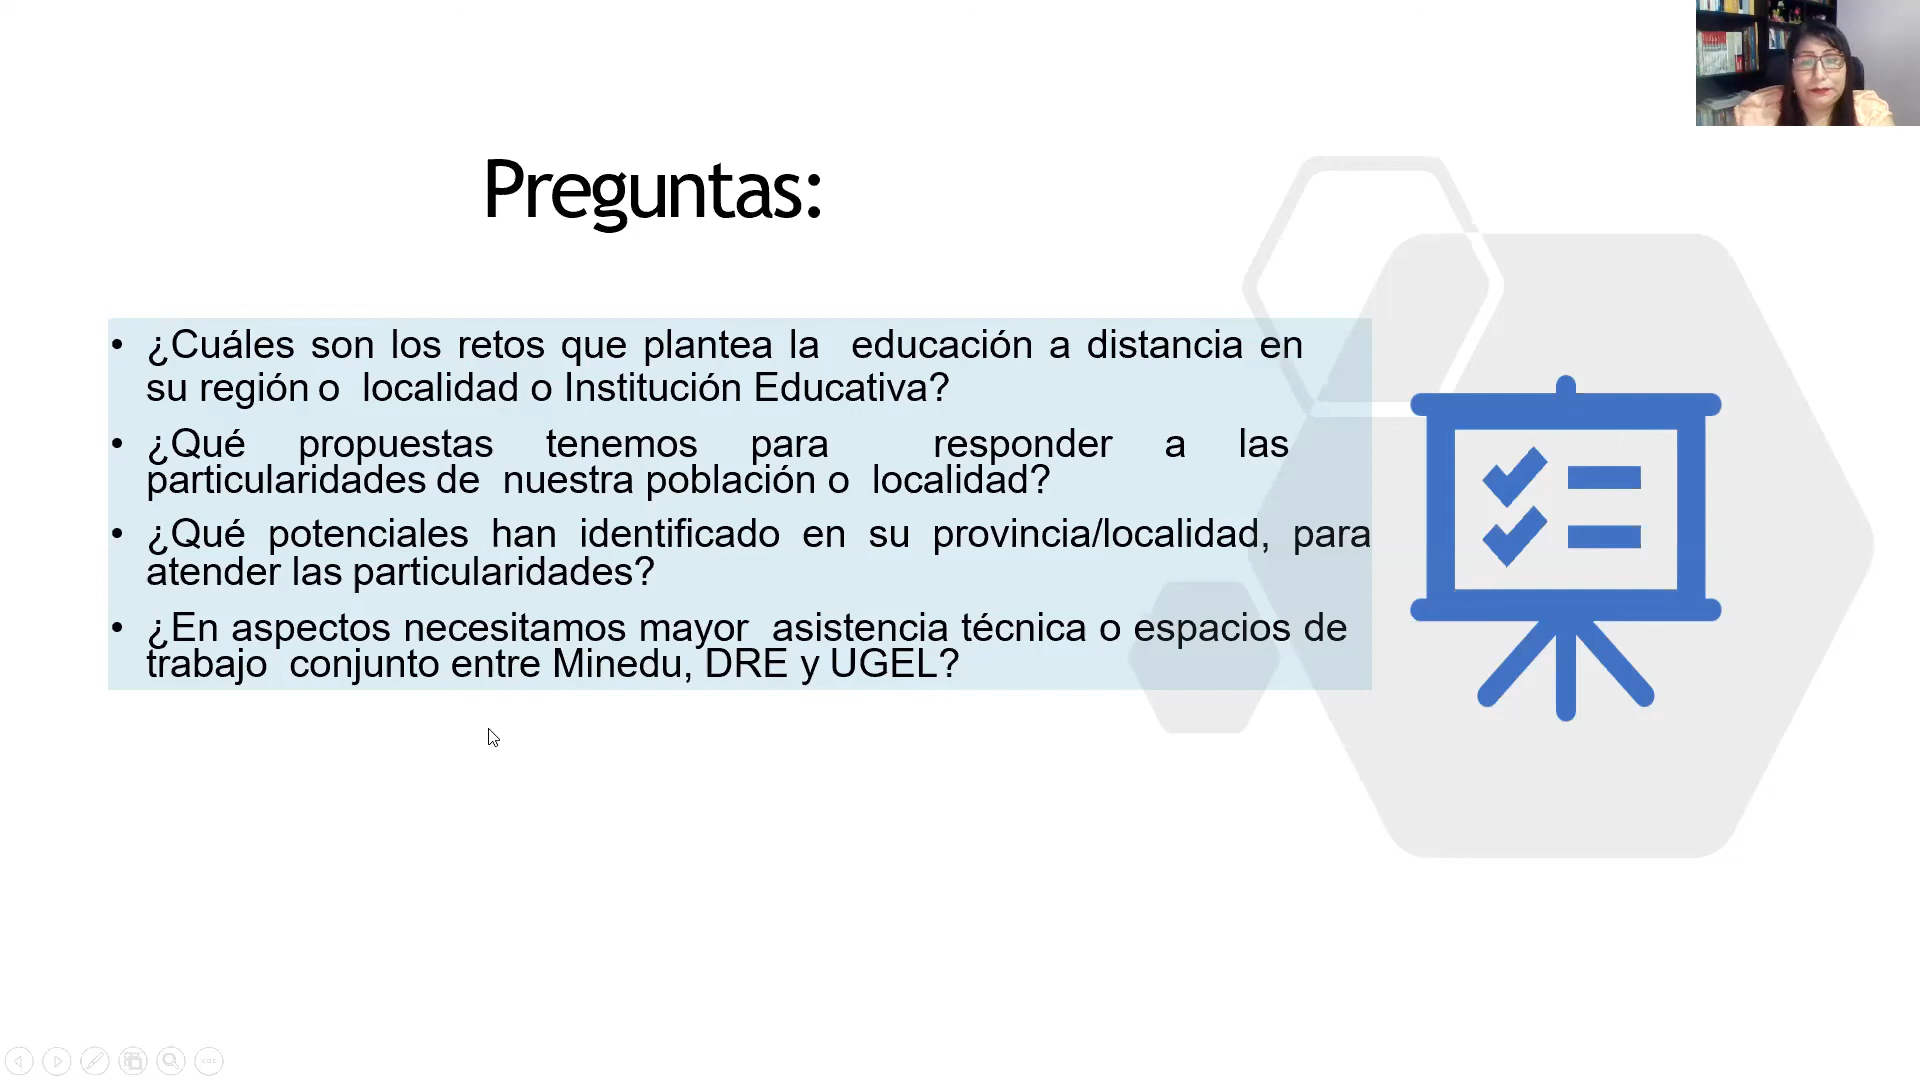 Preguntas:
• ¿Cuáles son los retos que plantea la educación a distancia en
su región o localidad o Institución Educativa?
• ¿Qué propuestas tenemos para responder a las
particularidades de nuestra población o localidad?
• ¿Qué potenciales han identificado en su provincia/localidad, para
atender las particularidades?
• ¿En aspectos necesitamos mayor asistencia técnica o espacios de
trabajo conjunto entre Minedu, DRE y UGEL?